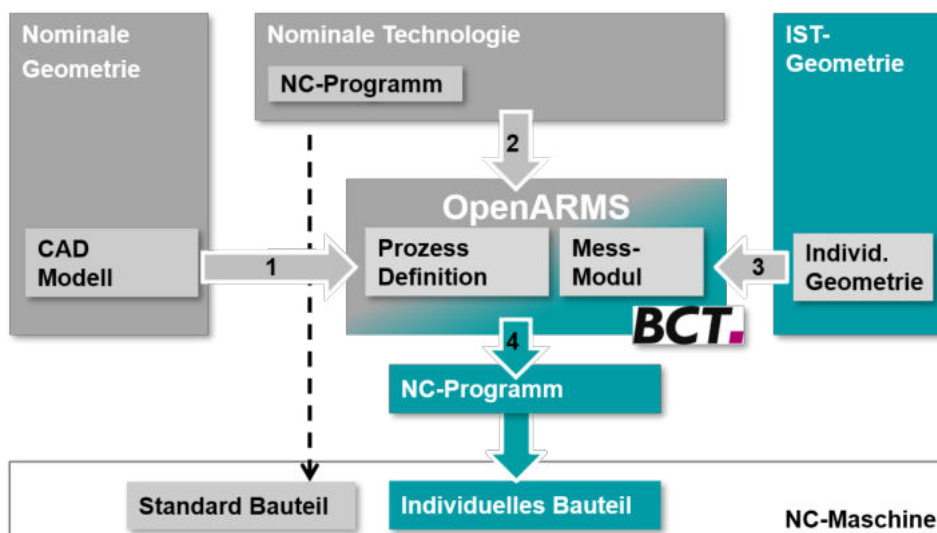 Nominale
Geometrie
Nominale Technologie
NC-Programm
IST-
Geometrie
2
OpenARMS
CAD
Modell
1
Prozess
Definition
Mess-
Modul
3
Individ.
Geometrie
BCT.
4
NC-Programm
Standard Bauteil
Individuelles Bauteil
NC-Maschine